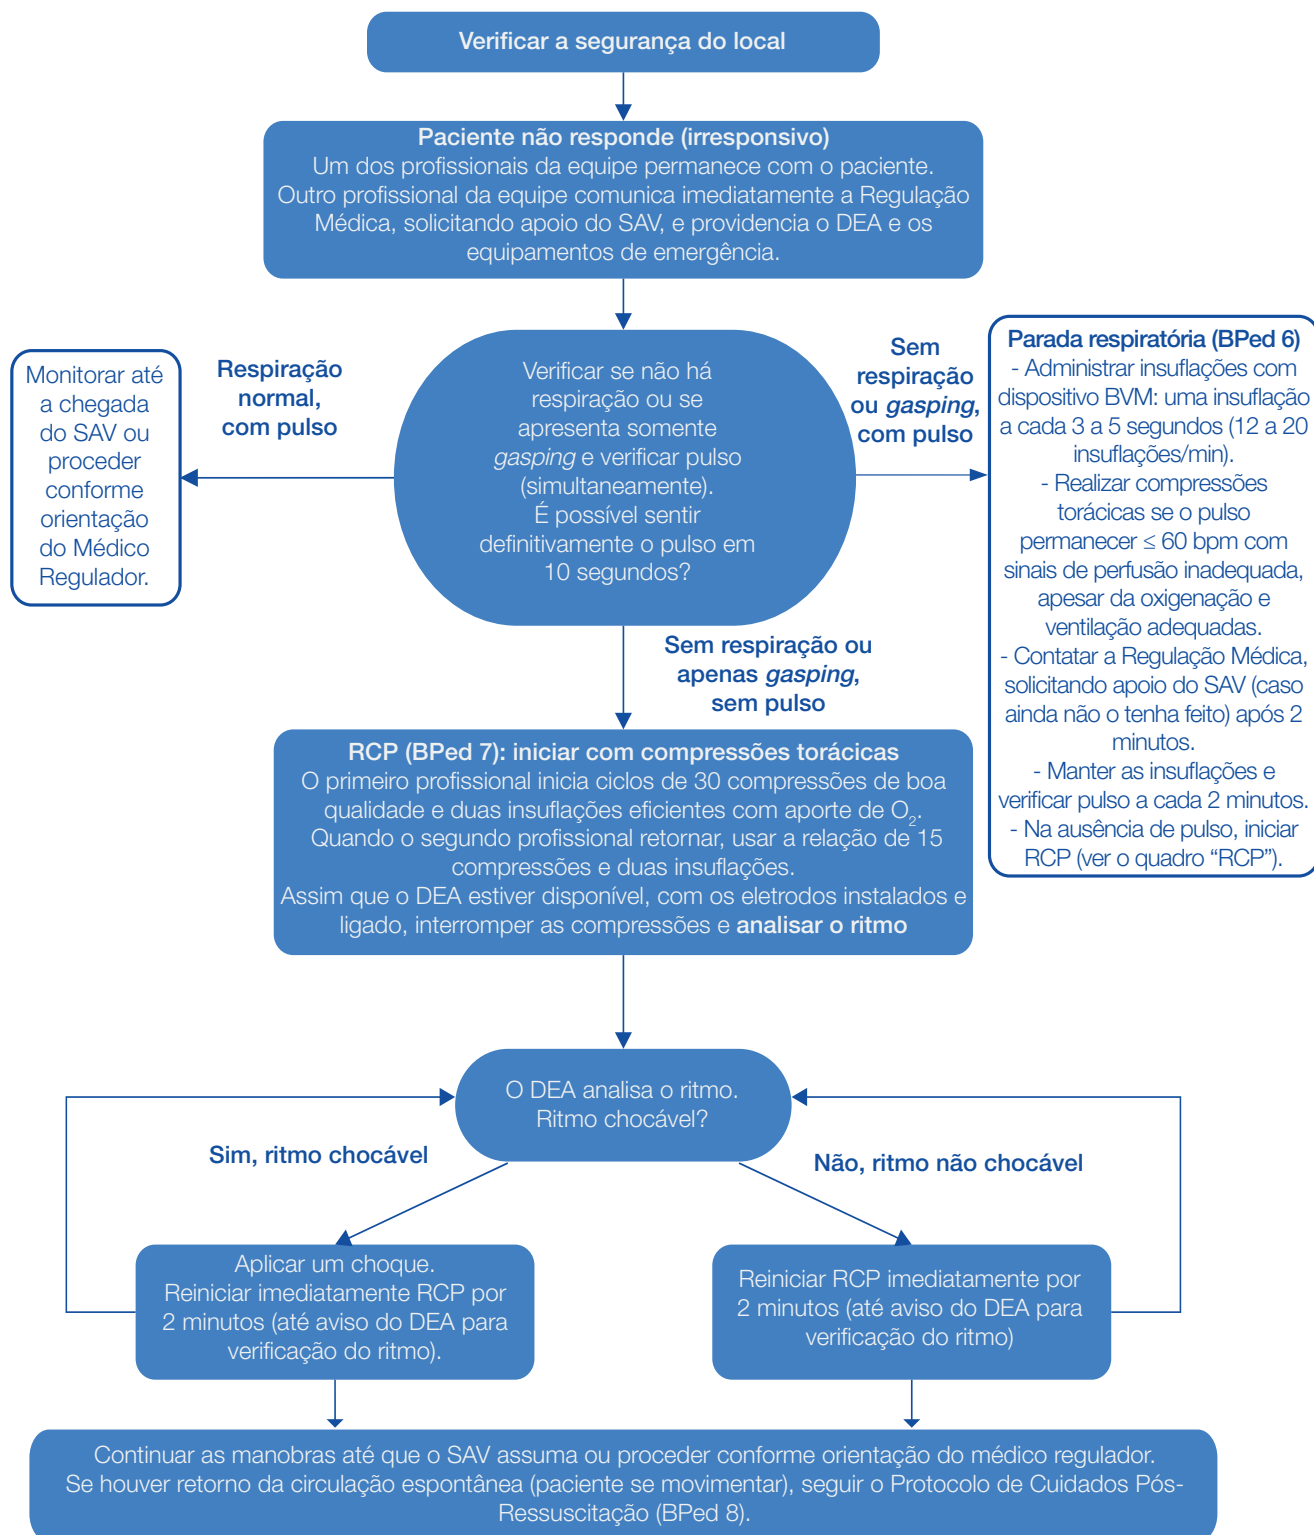 Verificar a segurança do local
Paciente não responde (irresponsivo)
Um dos profissionais da equipe permanece com o paciente.
Outro profissional da equipe comunica imediatamente a Regulação
Médica, solicitando apoio do SAV, e providencia o DEA e os
equipamentos de emergência.
Monitorar até
a chegada
do SAV ou
proceder
conforme
orientação
do Médico
Regulador.
Respiração
normal,
com pulso
Verificar se não há
respiração ou se
apresenta somente
gasping e verificar pulso
(simultaneamente).
É possível sentir
definitivamente o pulso em
10 segundos?
Sem
respiração
ou gasping,
com pulso
Parada respiratória (BPed 6)
- Administrar insuflações com
dispositivo BVM: uma insuflação
a cada 3 a 5 segundos (12 a 20
insuflações/min).
- Realizar compressões
torácicas se o pulso
permanecer ≤ 60 bpm com
sinais de perfusão inadequada,
apesar da oxigenação e
ventilação adequadas.
- Contatar a Regulação Médica,
solicitando apoio do SAV (caso
ainda não o tenha feito) após 2
minutos.
- Manter as insuflações e
verificar pulso a cada 2 minutos.
- Na ausência de pulso, iniciar
RCP (ver o quadro “RCP”).
Sem respiração ou
apenas gasping,
sem pulso
RCP (BPed 7): iniciar com compressões torácicas
O primeiro profissional inicia ciclos de 30 compressões de boa
qualidade e duas insuflações eficientes com aporte de O₂.
Quando o segundo profissional retornar, usar a relação de 15
compressões e duas insuflações.
Assim que o DEA estiver disponível, com os eletrodos instalados e
ligado, interromper as compressões e analisar o ritmo
O DEA analisa o ritmo.
Ritmo chocável?
Sim, ritmo chocável
Não, ritmo não chocável
Aplicar um choque.
Reiniciar imediatamente RCP por
2 minutos (até aviso do DEA para
verificação do ritmo).
Reiniciar RCP imediatamente por
2 minutos (até aviso do DEA para
verificação do ritmo)
Continuar as manobras até que o SAV assuma ou proceder conforme orientação do médico regulador.
Se houver retorno da circulação espontânea (paciente se movimentar), seguir o Protocolo de Cuidados Pós-
Ressuscitação (BPed 8).